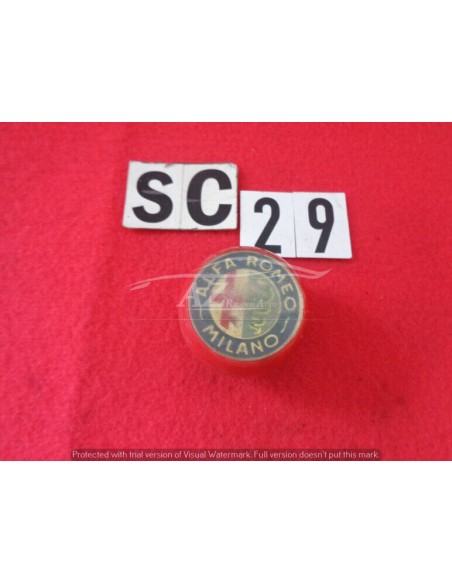 SC
29
ALFA ROMEO
MILANO
Protected with trial version of Visual Watermark. Full version doesn't put this mark.